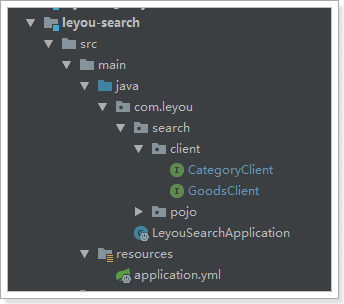 leyou-search
src
main
java
com.leyou
search
client
CategoryClient
GoodsClient
pojo
LeyouSearchApplication
resources
application.yml